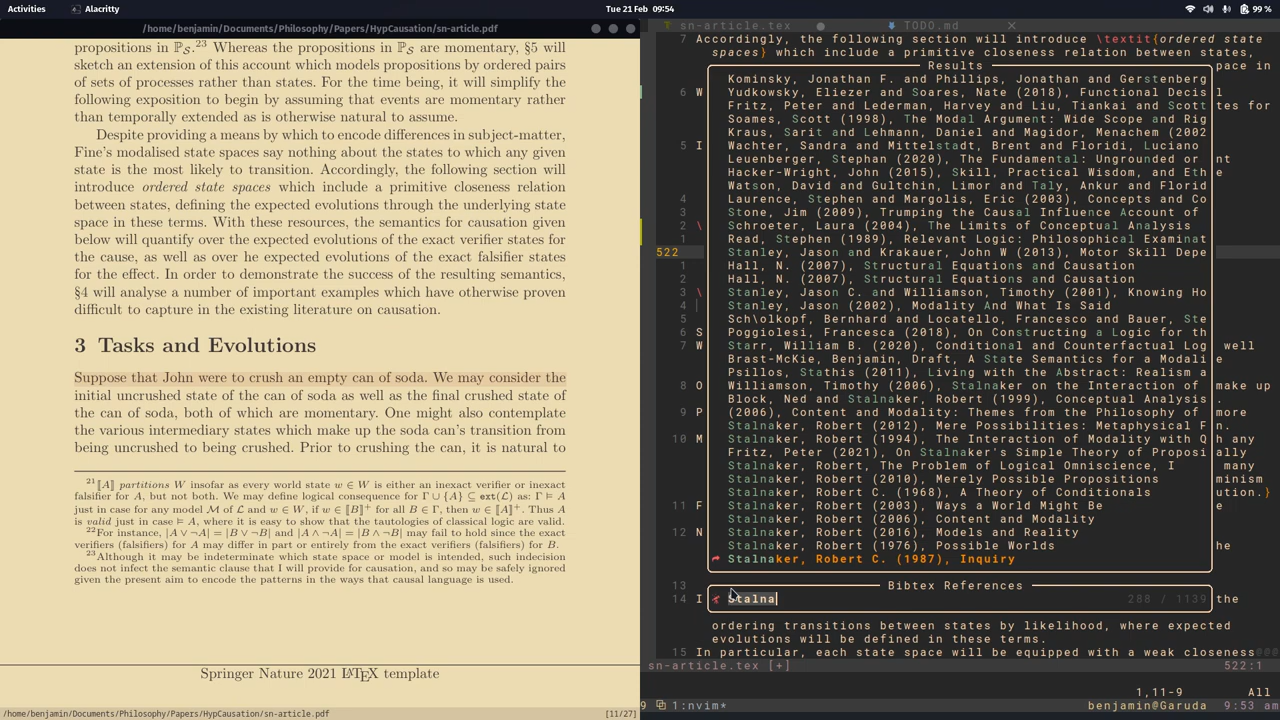 Activities
Alacritty
Tue 21 Feb 09:54
99 %
/home/benjamin/Documents/Philosophy/Papers/HypCausation/sn-article.pdf
propositions in ℙ𝒮.²³ Whereas the propositions in ℙ𝒮 are momentary, §5 will
sketch an extension of this account which models propositions by ordered pairs
of sets of processes rather than states. For the time being, it will simplify the
following exposition to begin by assuming that events are momentary rather
than temporally extended as is otherwise natural to assume.
Despite providing a means by which to encode differences in subject-matter,
Fine's modalised state spaces say nothing about the states to which any given
state is the most likely to transition. Accordingly, the following section will
introduce ordered state spaces which include a primitive closeness relation
between states, defining the expected evolutions through the underlying state
space in these terms. With these resources, the semantics for causation given
below will quantify over the expected evolutions of the exact verifier states for
the cause, as well as over he expected evolutions of the exact falsifier states
for the effect. In order to demonstrate the success of the resulting semantics,
§4 will analyse a number of important examples which have otherwise proven
difficult to capture in the existing literature on causation.
3 Tasks and Evolutions
Suppose that John were to crush an empty can of soda. We may consider the
initial uncrushed state of the can of soda as well as the final crushed state of
the can of soda, both of which are momentary. One might also contemplate
the various intermediary states which make up the soda can's transition from
being uncrushed to being crushed. Prior to crushing the can, it is natural to
²¹⟦A⟧ partitions W insofar as every world state w ∈ W is either an inexact verifier or inexact
falsifier for A, but not both. We may define logical consequence for Γ ∪ {A} ⊆ ext(ℒ) as: Γ ⊨ A
just in case for any model ℳ of ℒ and w ∈ W, if w ∈ ⟦B⟧⁺ for all B ∈ Γ, then w ∈ ⟦A⟧⁺. Thus A
is valid just in case ⊨ A, where it is easy to show that the tautologies of classical logic are valid.
²²For instance, |A ∨ ¬A| = |B ∨ ¬B| and |A ∧ ¬A| = |B ∧ ¬B| may fail to hold since the exact
verifiers (falsifiers) for A may differ in part or entirely from the exact verifiers (falsifiers) for B.
²³Although it may be indeterminate which state space or model is intended, such indecision
does not infect the semantic clause that I will provide for causation, and so may be safely ignored
given the present aim to encode the patterns in the ways that causal language is used.
Springer Nature 2021 LATEX template
/home/benjamin/Documents/Philosophy/Papers/HypCausation/sn-article.pdf [11/27]
sn-article.tex
TODO.md
7 Accordingly, the following section will introduce \textit{ordered state
spaces} which include a primitive closeness relation between states,
Results
pace in
Kominsky, Jonathan F. and Phillips, Jonathan and Gerstenberg
6 W Yudkowsky, Eliezer and Soares, Nate (2018), Functional Decis l
Fritz, Peter and Lederman, Harvey and Liu, Tiankai and Scott tes for
Soames, Scott (1998), The Modal Argument: Wide Scope and Rig
Kraus, Sarit and Lehmann, Daniel and Magidor, Menachem (2002
5 I Wachter, Sandra and Mittelstadt, Brent and Floridi, Luciano
Leuenberger, Stephan (2020), The Fundamental: Ungrounded or nt
Hacker-Wright, John (2015), Skill, Practical Wisdom, and Eth e
Watson, David and Gultchin, Limor and Taly, Ankur and Florid
4 Laurence, Stephen and Margolis, Eric (2003), Concepts and Co
3 Stone, Jim (2009), Trumping the Causal Influence Account of
2 \ Schroeter, Laura (2004), The Limits of Conceptual Analysis
1 Read, Stephen (1989), Relevant Logic: Philosophical Examinat
522 Stanley, Jason and Krakauer, John W (2013), Motor Skill Depe
1 Hall, N. (2007), Structural Equations and Causation
2 Hall, N. (2007), Structural Equations and Causation
3 \ Stanley, Jason C. and Williamson, Timothy (2001), Knowing Ho
4 Stanley, Jason (2002), Modality And What Is Said
5 Sch\olkopf, Bernhard and Locatello, Francesco and Bauer, Ste
6 S Poggiolesi, Francesca (2018), On Constructing a Logic for th
7 W Starr, William B. (2020), Conditional and Counterfactual Log well
Brast-McKie, Benjamin, Draft, A State Semantics for a Modali e
Psillos, Stathis (2011), Living with the Abstract: Realism a
8 O Williamson, Timothy (2006), Stalnaker on the Interaction of make up
Block, Ned and Stalnaker, Robert (1999), Conceptual Analysis .
9 P (2006), Content and Modality: Themes from the Philosophy of more
Stalnaker, Robert (2012), Mere Possibilities: Metaphysical F n.
10 M Stalnaker, Robert (1994), The Interaction of Modality with Q h any
Fritz, Peter (2021), On Stalnaker's Simple Theory of Proposi ally
Stalnaker, Robert, The Problem of Logical Omniscience, I many
Stalnaker, Robert (2010), Merely Possible Propositions minism
Stalnaker, Robert C. (1968), A Theory of Conditionals ution.}
11 F Stalnaker, Robert (2003), Ways a World Might Be
Stalnaker, Robert (2006), Content and Modality
12 N Stalnaker, Robert (2016), Models and Reality
Stalnaker, Robert (1976), Possible Worlds he
Stalnaker, Robert C. (1987), Inquiry
13 Bibtex References
14 I Stalna 288 / 1139 the
ordering transitions between states by likelihood, where expected
evolutions will be defined in these terms.
15 In particular, each state space will be equipped with a weak closeness@@@
sn-article.tex [+] 522:1
1,11-9 All
9 1:nvim* benjamin@Garuda 9:53 am